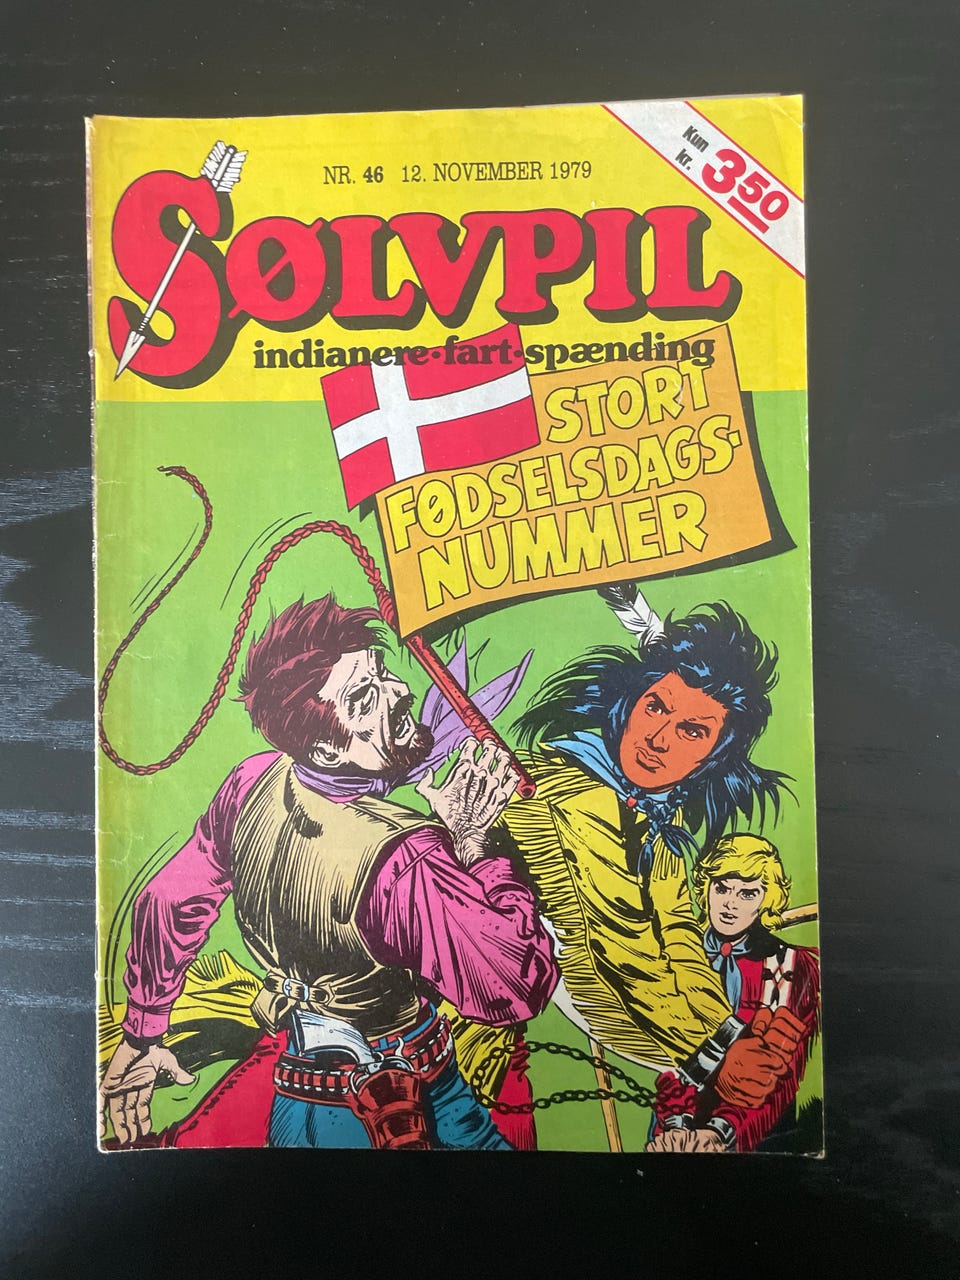 NR. 46 12. NOVEMBER 1979
Kun
kr. 3 50
SØLVPIL
indianere·fart·spænding
STORT
FØDSELSDAGS-
NUMMER